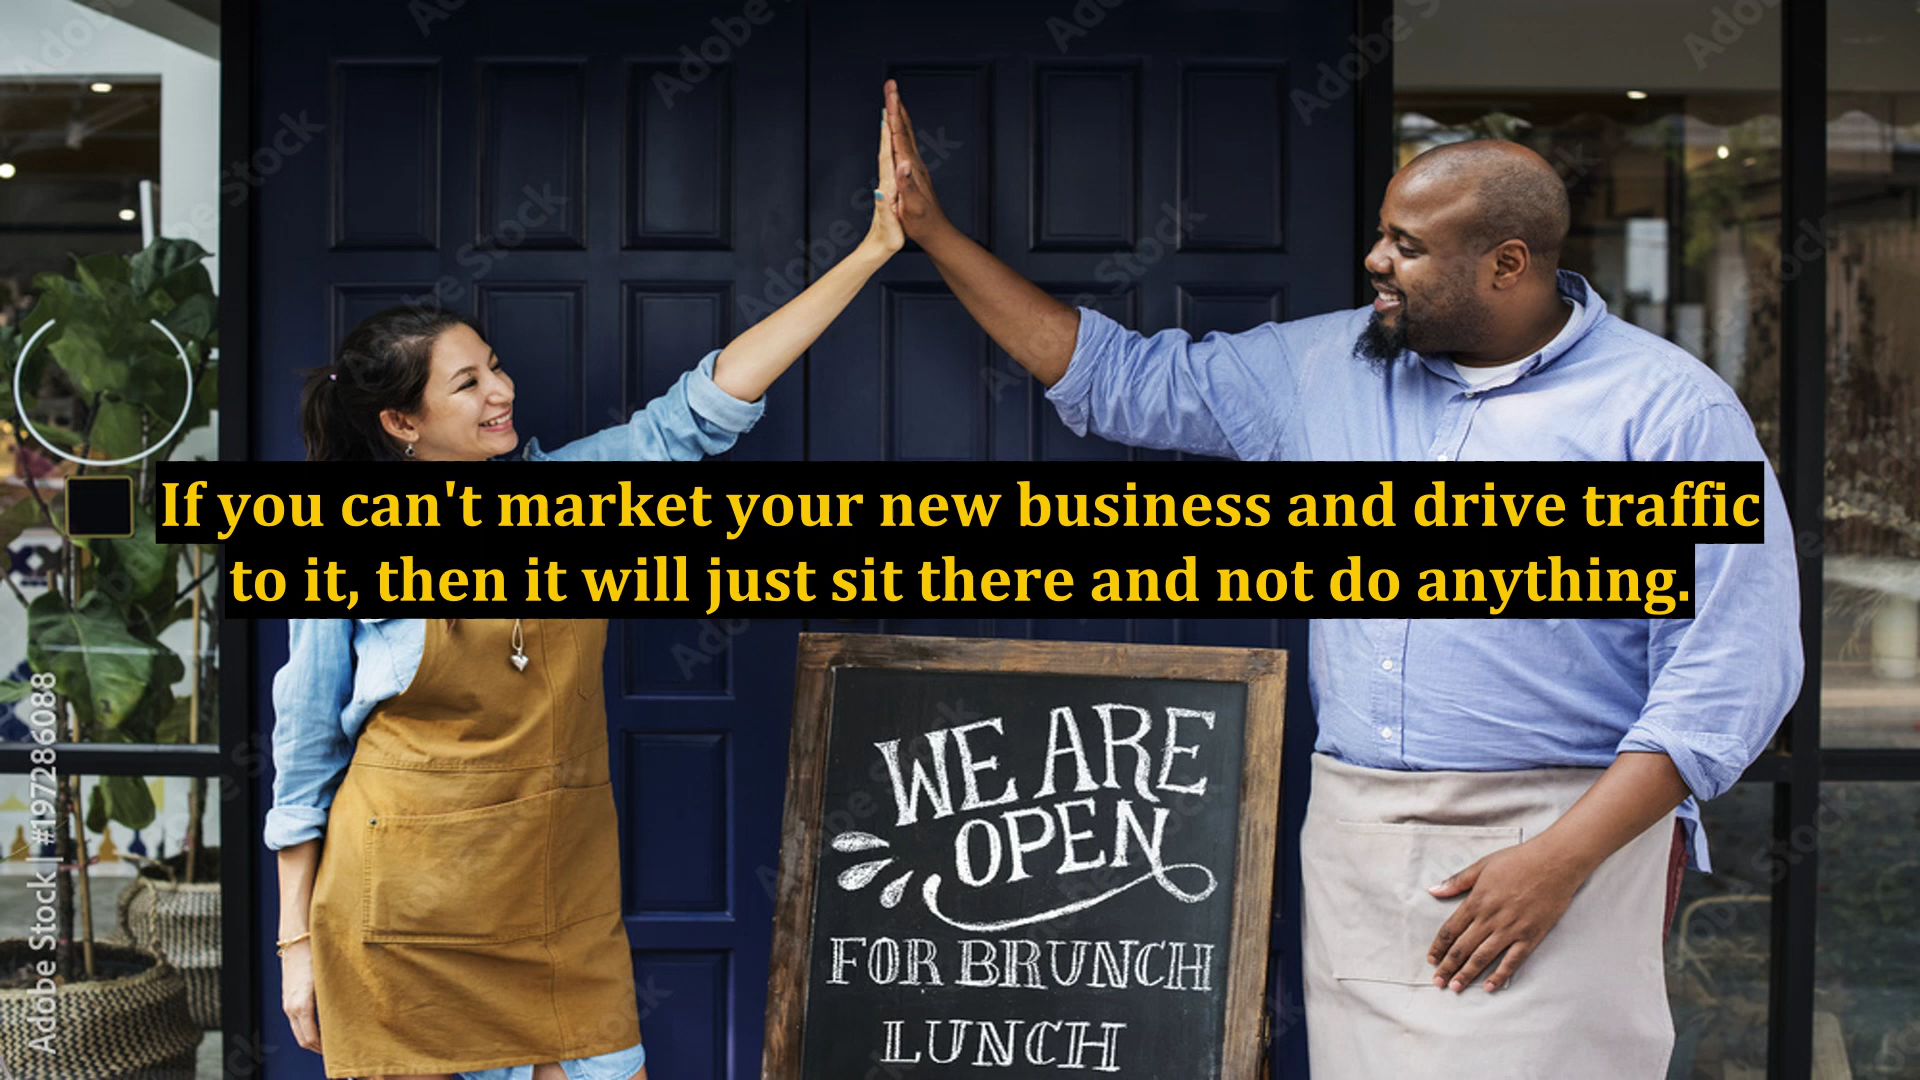 If you can't market your new business and drive traffic
to it, then it will just sit there and not do anything.
WE ARE
OPEN
FOR BRUNCH
LUNCH
Adobe Stock | #1972860888